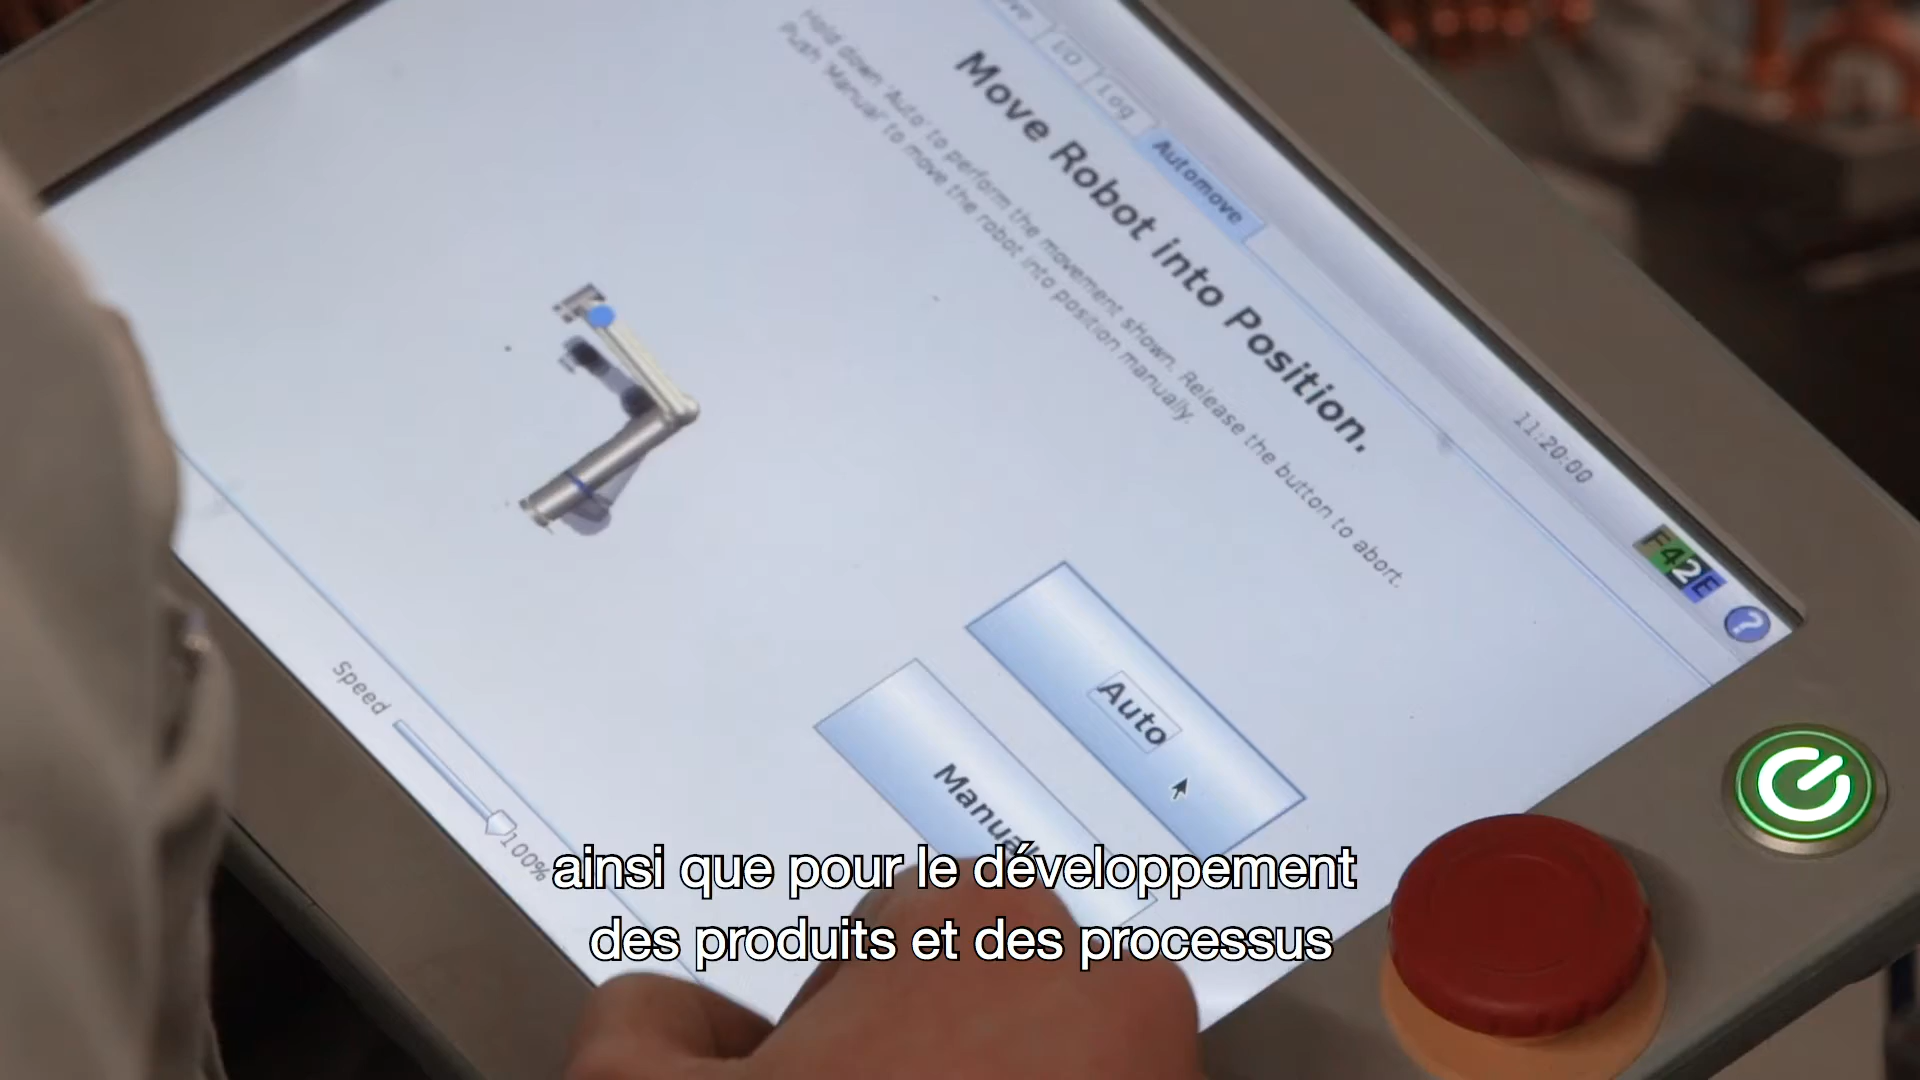 I/O
Log
Automove
Move Robot into Position.
Hold down 'Auto' to perform the movement shown. Release the button to abort.
Push 'Manual' to move the robot into position manually.
11:20:00
F42E
?
Auto
Manual
Speed
100%
ainsi que pour le développement
des produits et des processus